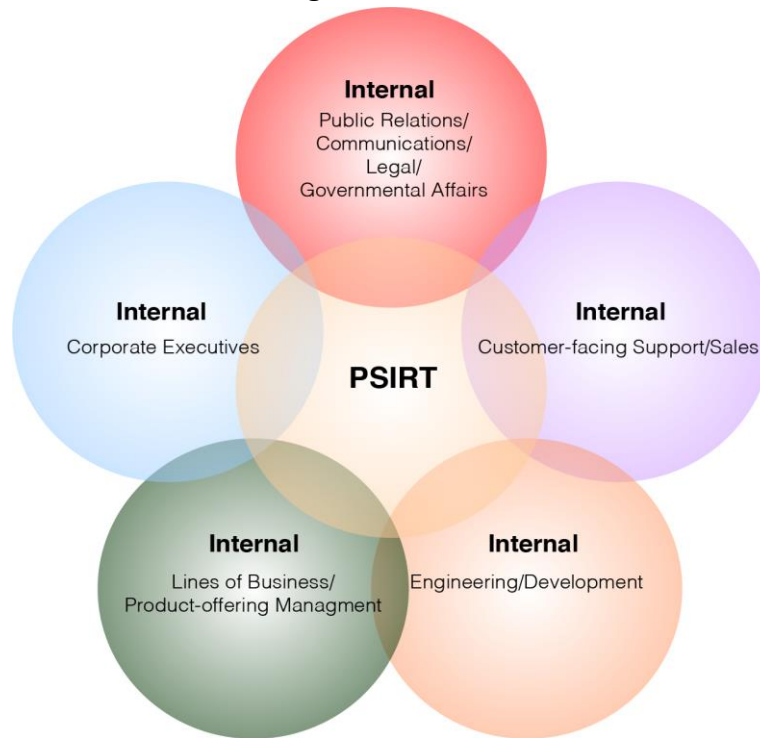 Internal
Public Relations/
Communications/
Legal/
Governmental Affairs
Internal
Corporate Executives
Internal
Customer-facing Support/Sales
PSIRT
Internal
Lines of Business/
Product-offering Managment
Internal
Engineering/Development